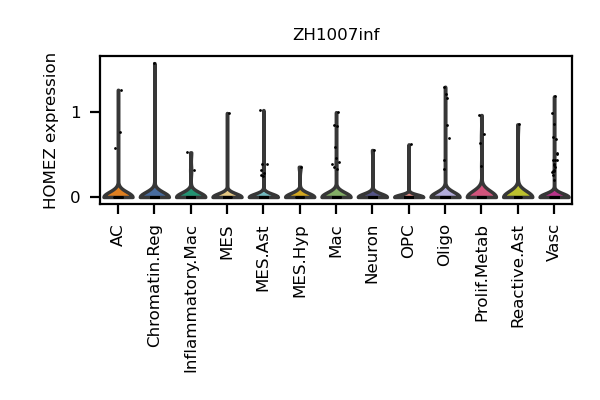 ZH1007inf
HOMEZ expression
1
0
AC
Chromatin.Reg
Inflammatory.Mac
MES
MES.Ast
MES.Hyp
Mac
Neuron
OPC
Oligo
Prolif.Metab
Reactive.Ast
Vasc